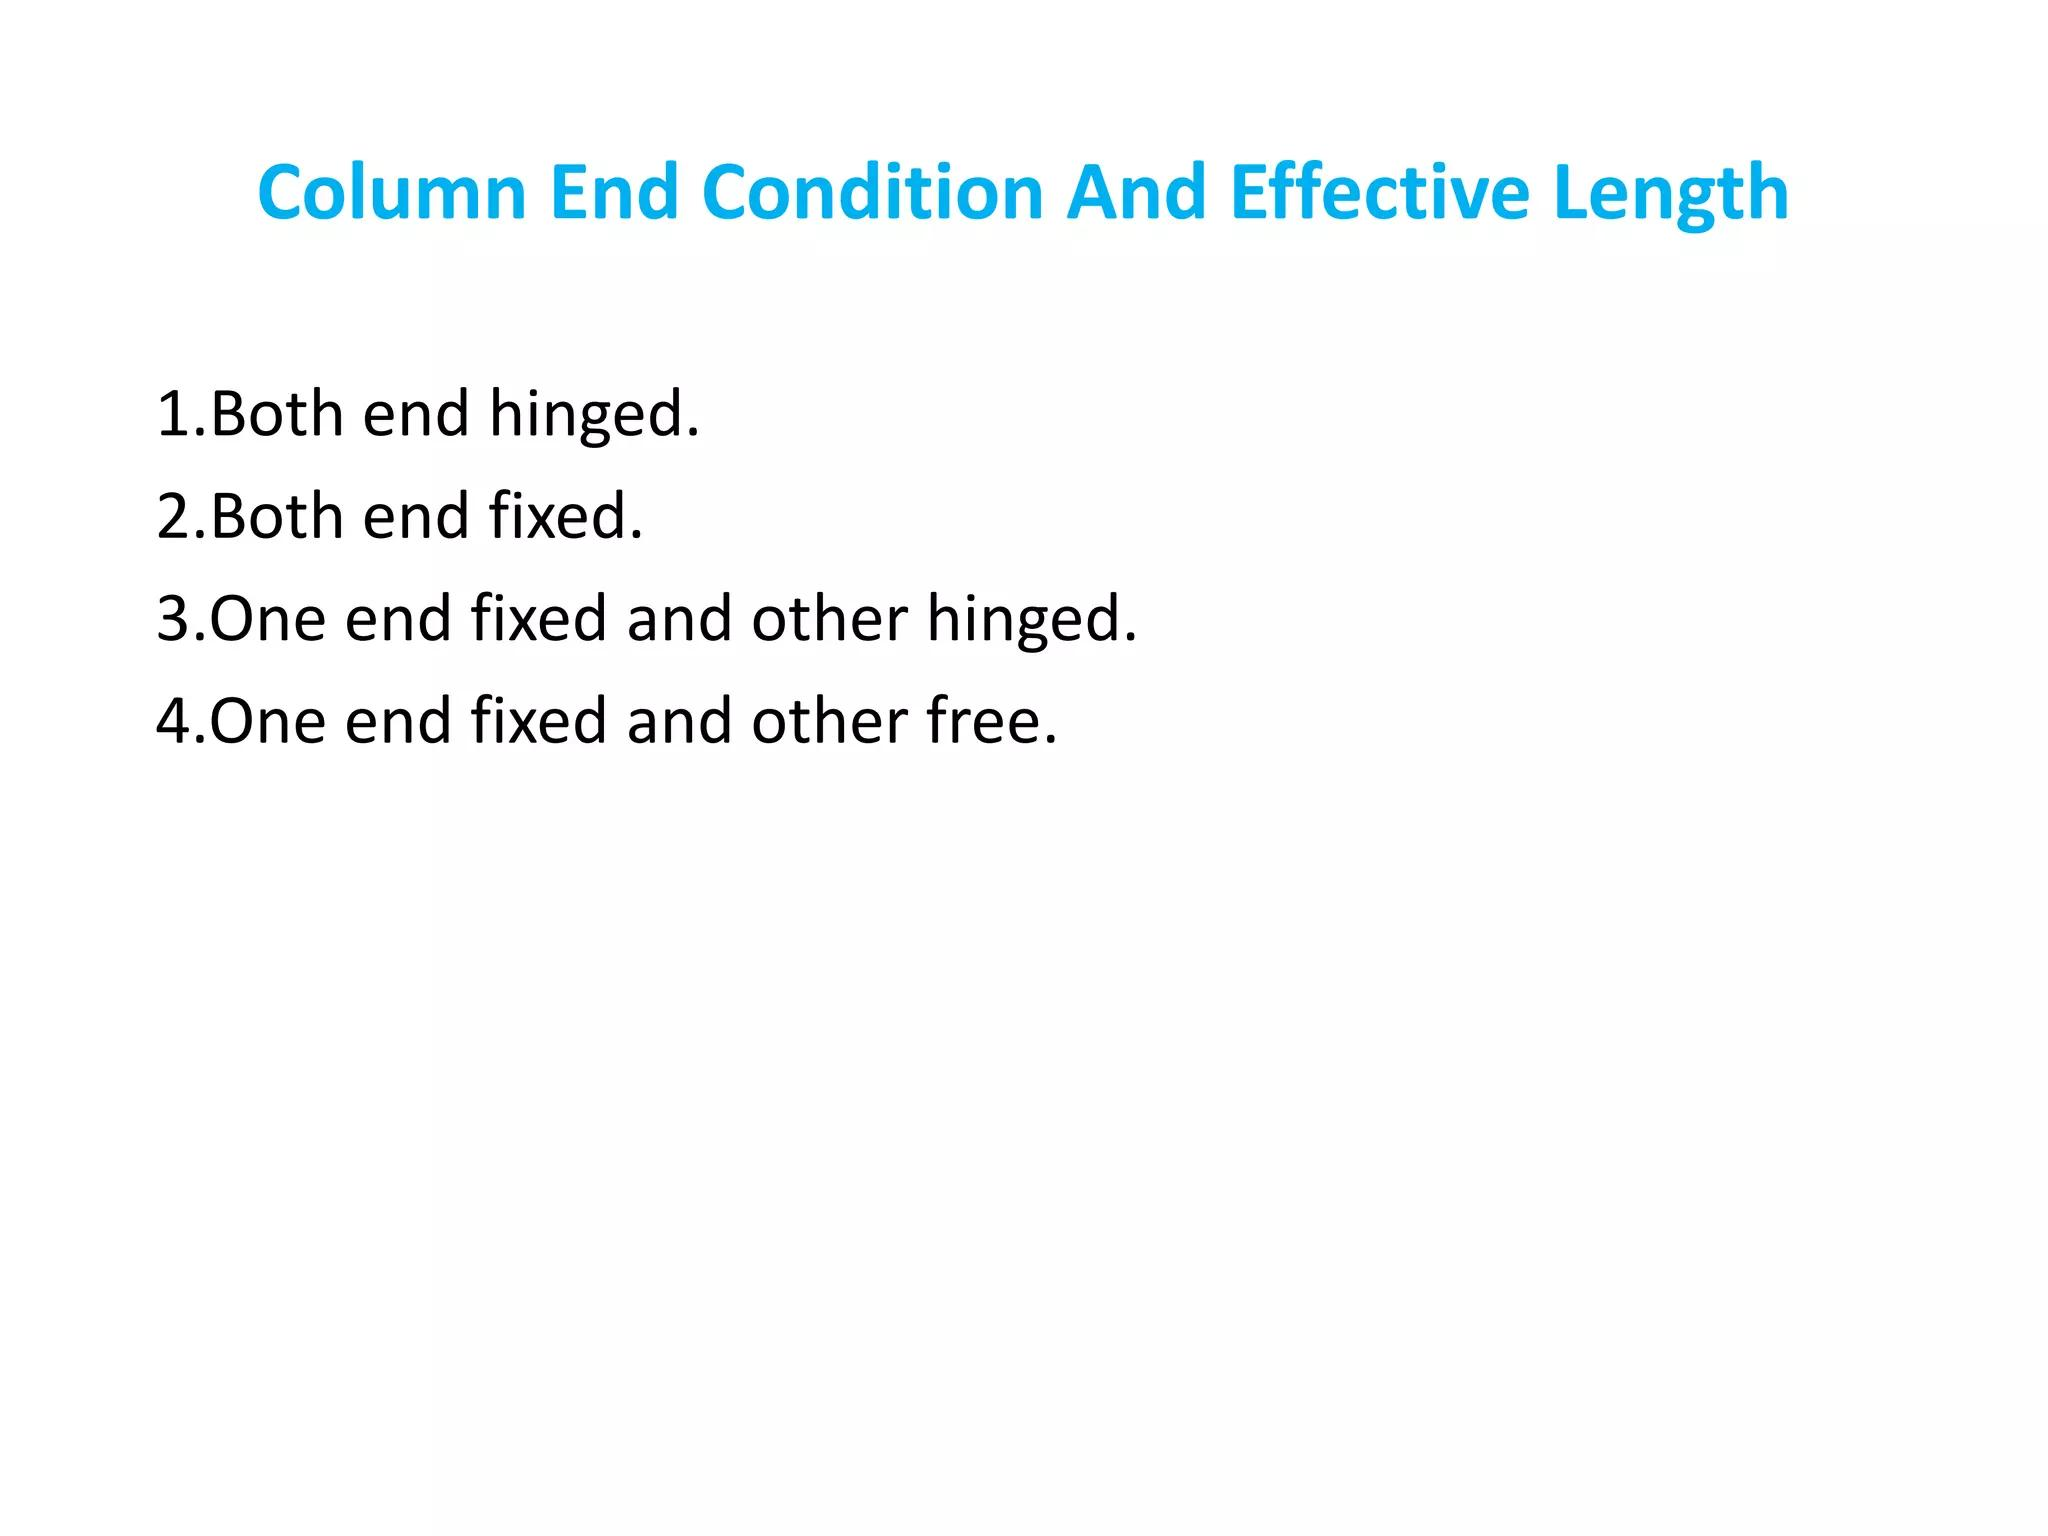 Column End Condition And Effective Length
1.Both end hinged.
2.Both end fixed.
3.One end fixed and other hinged.
4.One end fixed and other free.